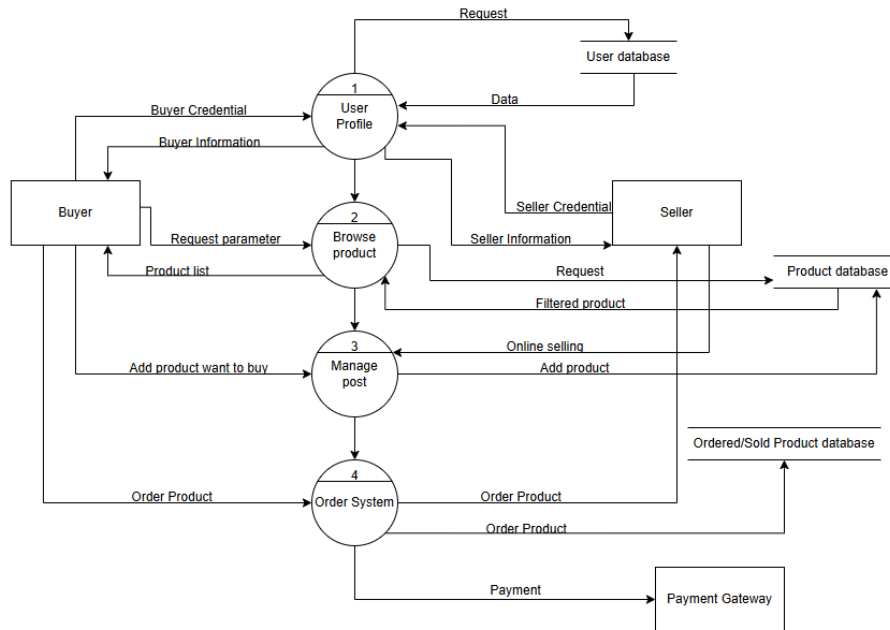 Request
User database
1
User
Profile
Data
Buyer Credential
Buyer Information
Buyer
Seller Credential
Seller
2
Browse
product
Request parameter
Seller Information
Product list
Request
Product database
Filtered product
3
Manage
post
Online selling
Add product want to buy
Add product
Ordered/Sold Product database
4
Order System
Order Product
Order Product
Order Product
Payment
Payment Gateway